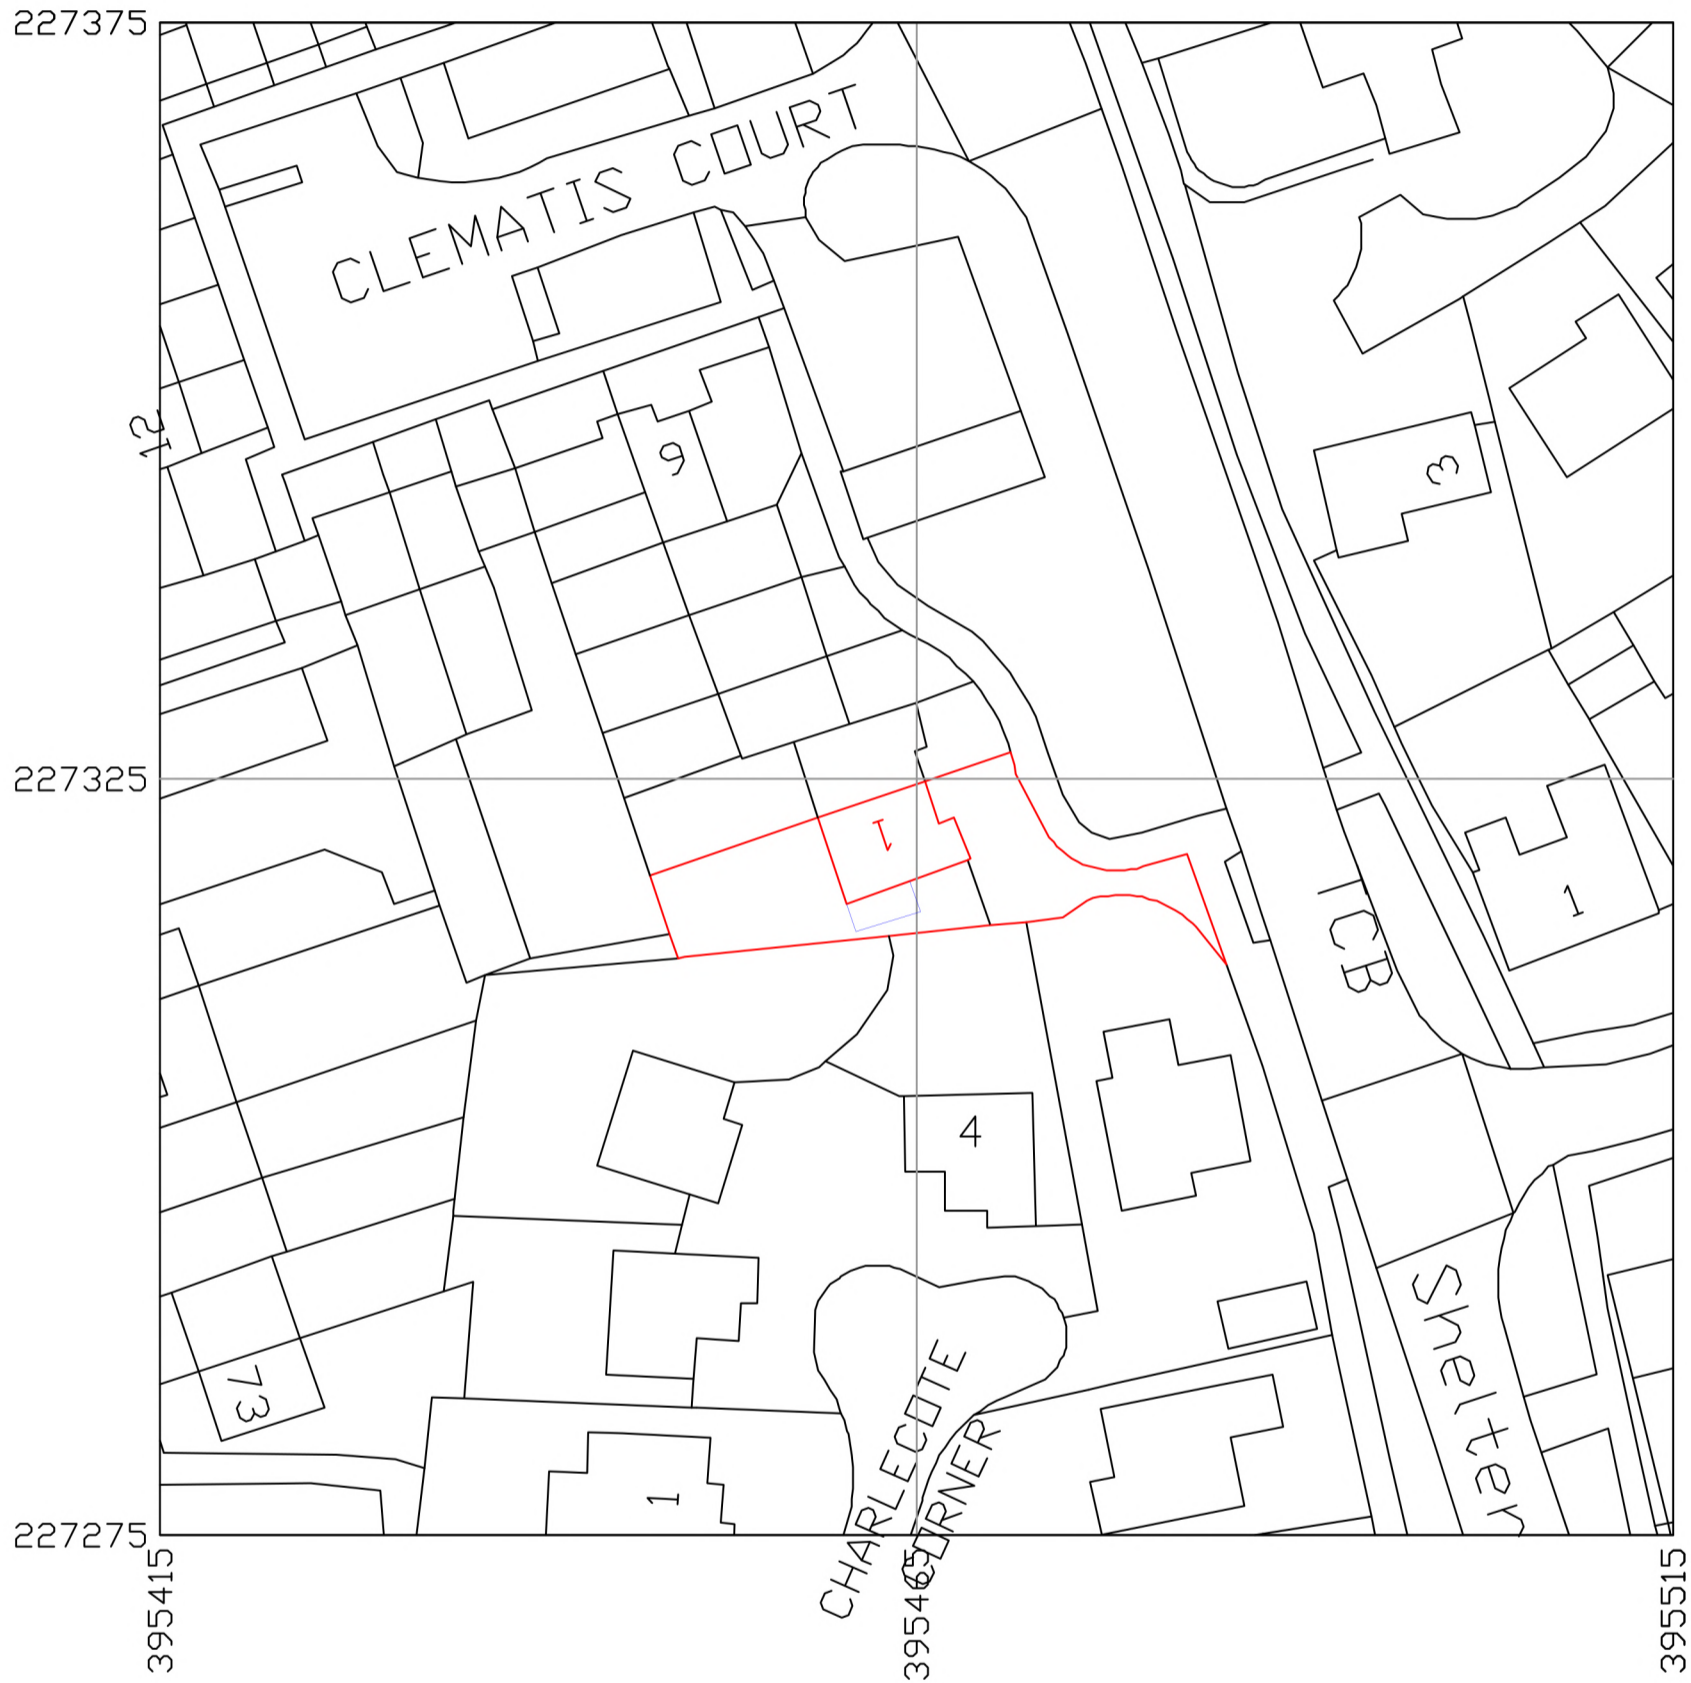 227375
CLEMATIS COURT
12
9
3
227325
1
1
TCB
4
73
1
Shelter
CHARLECOTE
CORNER
227275
395415
395465
395515